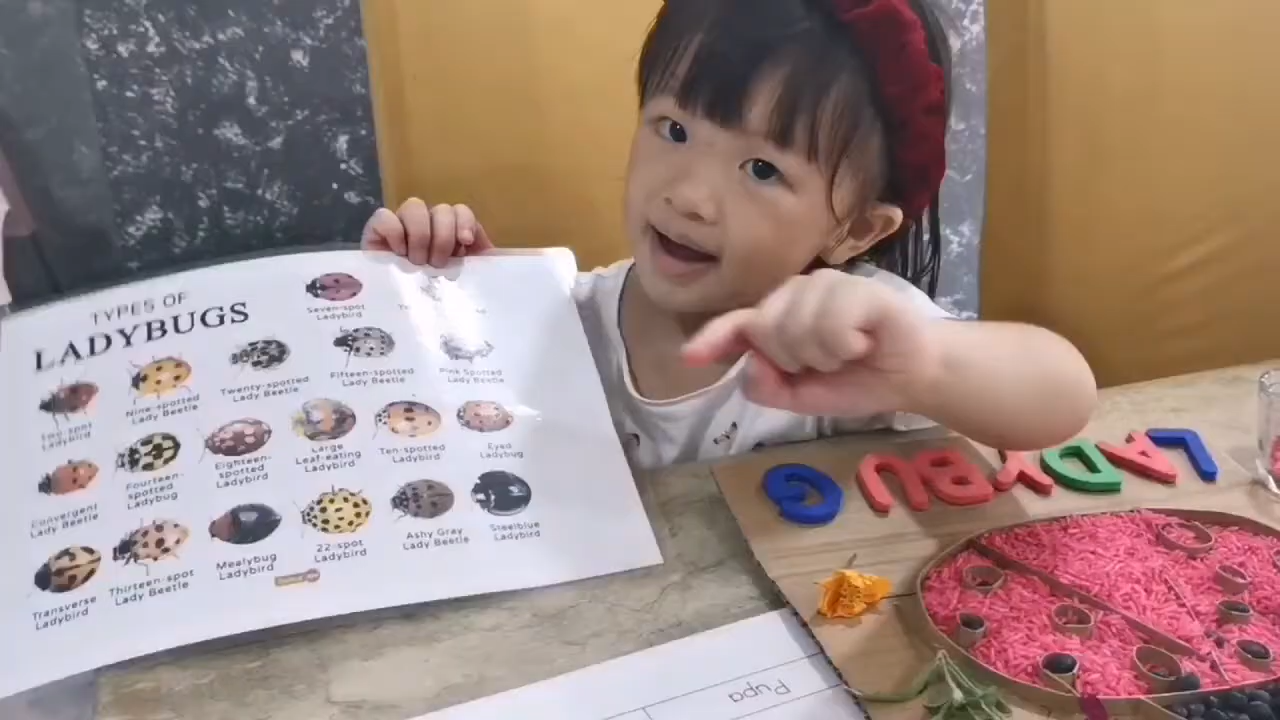 TYPES OF
LADYBUGS
Seven-spot
Ladybird
Two-spot
Ladybird
Nine-spotted
Lady Beetle
Twenty-spotted
Lady Beetle
Fifteen-spotted
Lady Beetle
Pink Spotted
Lady Beetle
Convergent
Lady Beetle
Fourteen-
spotted
Ladybug
Eighteen-
spotted
Ladybird
Large
Leaf-eating
Ladybird
Ten-spotted
Ladybird
Eyed
Ladybug
Transverse
Ladybird
Thirteen-spot
Lady Beetle
Mealybug
Ladybird
22-spot
Ladybird
Ashy Gray
Lady Beetle
Steelblue
Ladybird
LADYBUG
Pupa